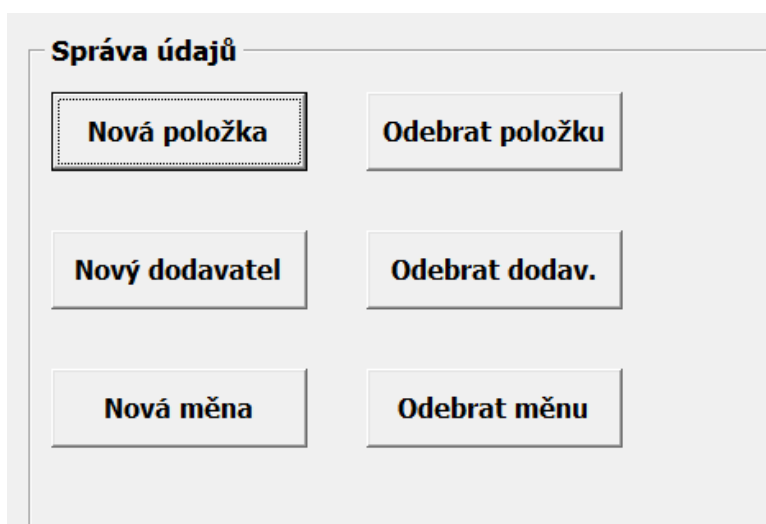 Správa údajů
Nová položka
Odebrat položku
Nový dodavatel
Odebrat dodav.
Nová měna
Odebrat měnu